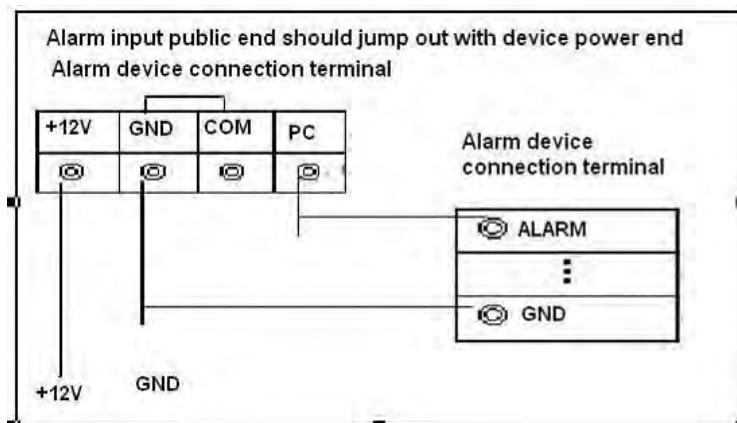 Alarm input public end should jump out with device power end
Alarm device connection terminal
+12V GND COM PC
Alarm device
connection terminal
ALARM
GND
+12V GND